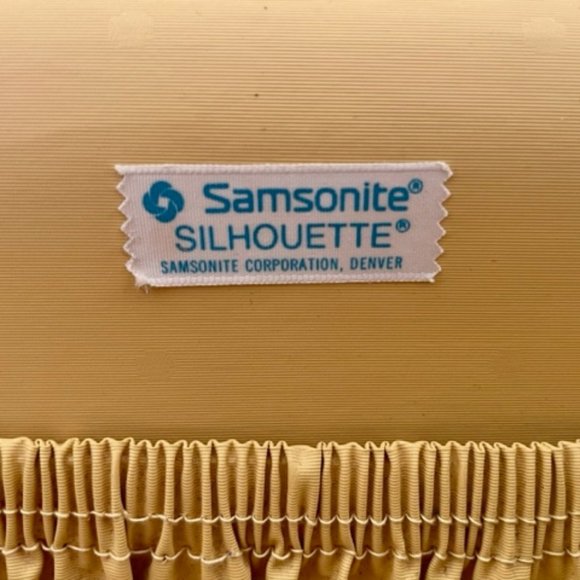 Samsonite®
SILHOUETTE®
SAMSONITE CORPORATION, DENVER